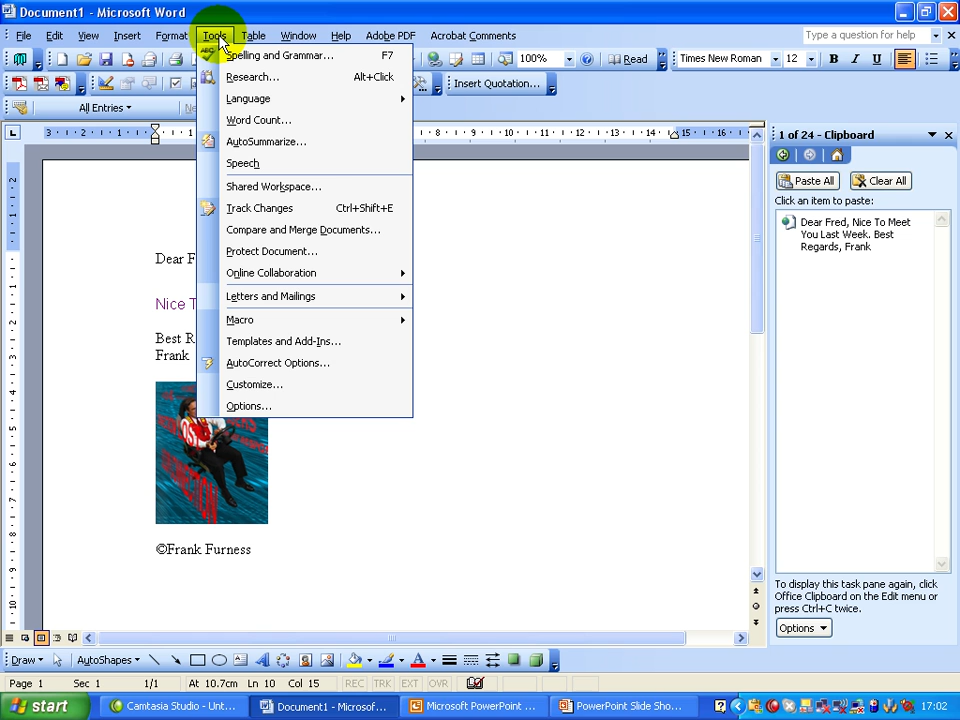 Document1 - Microsoft Word
File Edit View Insert Format Tools Table Window Help Adobe PDF Acrobat Comments
Type a question for help
100% Read Times New Roman 12 B I U
Insert Quotation...
All Entries
Spelling and Grammar... F7
Research... Alt+Click
Language
Word Count...
AutoSummarize...
Speech
Shared Workspace...
Track Changes Ctrl+Shift+E
Compare and Merge Documents...
Protect Document...
Online Collaboration
Letters and Mailings
Macro
Templates and Add-Ins...
AutoCorrect Options...
Customize...
Options...
Dear F
Nice T
Best R
Frank
©Frank Furness
1 of 24 - Clipboard
Paste All Clear All
Click an item to paste:
Dear Fred, Nice To Meet
You Last Week. Best
Regards, Frank
To display this task pane again, click
Office Clipboard on the Edit menu or
press Ctrl+C twice.
Options
Draw AutoShapes
Page 1 Sec 1 1/1 At 10.7cm Ln 10 Col 15 REC TRK EXT OVR
start Camtasia Studio - Unt... Document1 - Microsof... Microsoft PowerPoint ... PowerPoint Slide Sho... 17:02